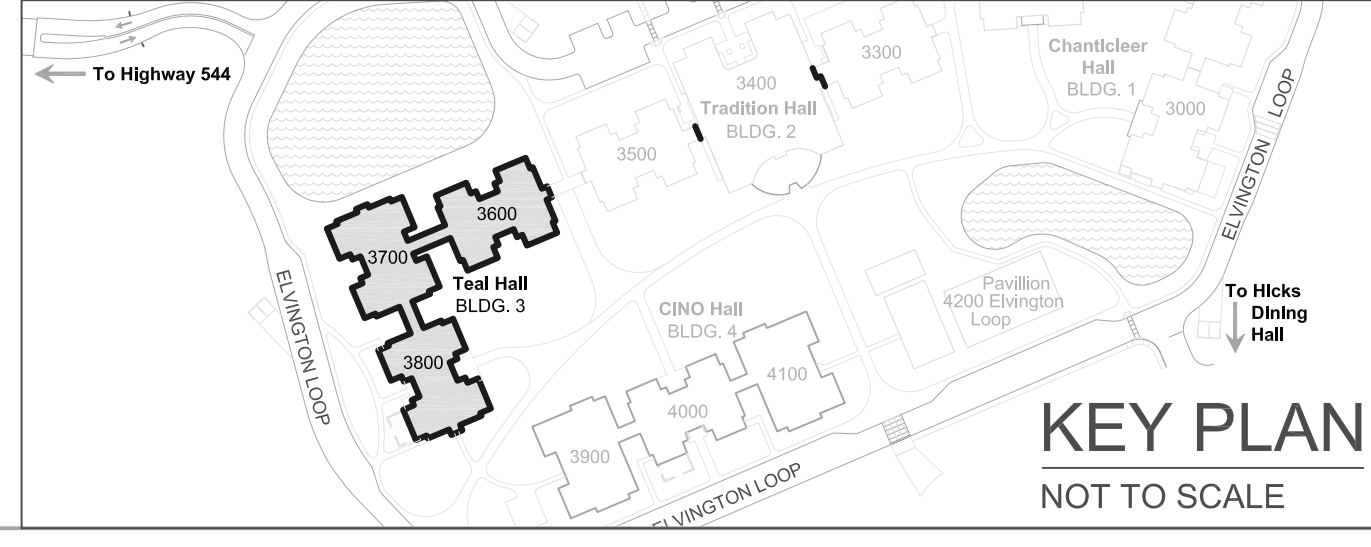 To Highway 544
3300
Chanticleer
Hall
BLDG. 1
3400
Tradition Hall
BLDG. 2
3000
ELVINGTON LOOP
3500
3600
3700
Teal Hall
BLDG. 3
ELVINGTON LOOP
Pavillion
4200 Elvington
Loop
To Hicks
Dining
Hall
CINO Hall
BLDG. 4
3800
4100
4000
3900
ELVINGTON LOOP
KEY PLAN
NOT TO SCALE